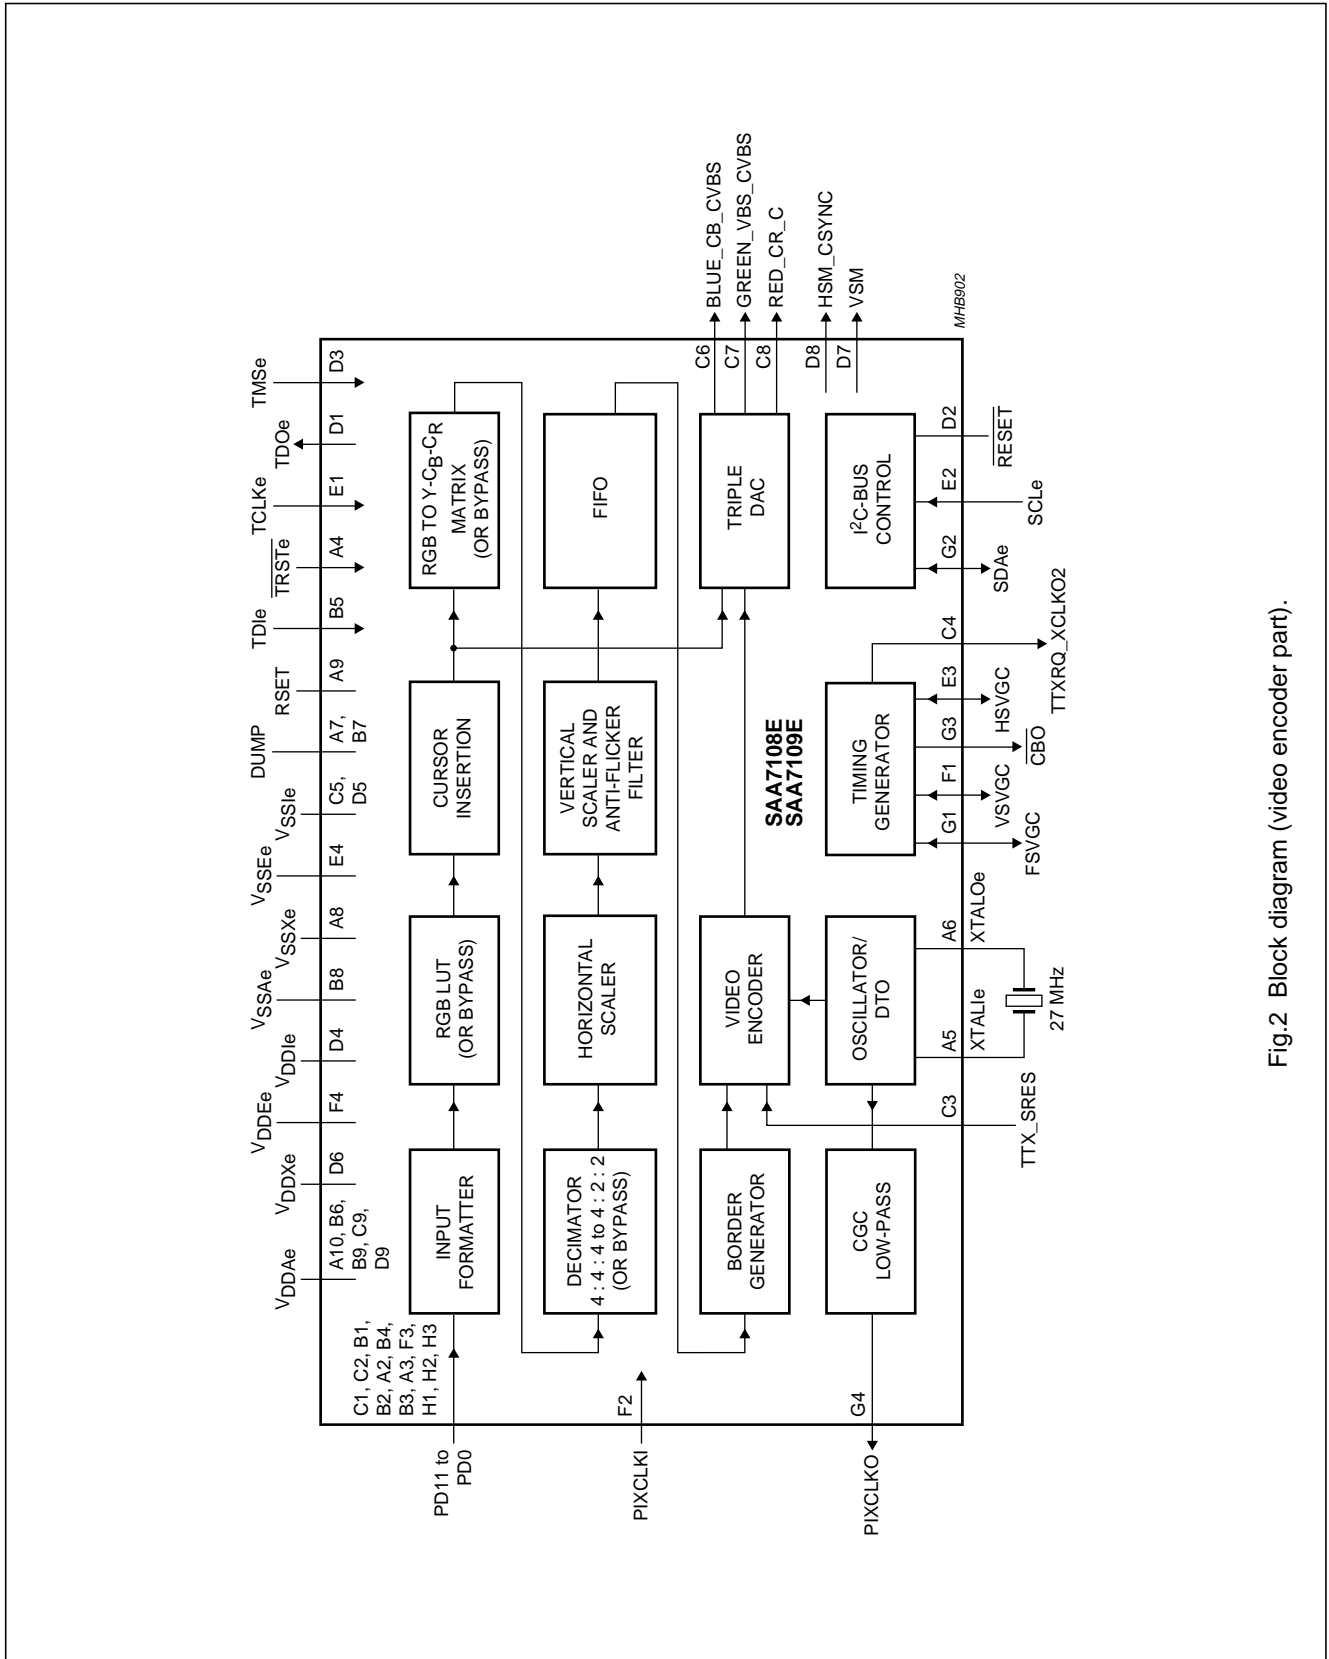 TMSe
D3
TDOe
D1
TCLKe
E1
TRSTe
A4
TDIe
B5
RSET
A9
DUMP
A7,
B7
VSSIe
C5,
D5
VSSEe
E4
VSSXe
A8
VSSAe
B8
VDDIe
D4
VDDEe
F4
VDDXe
D6
VDDAe
A10, B6,
B9, C9,
D9
PD11 to
PD0
C1, C2, B1,
B2, A2, B4,
B3, A3, F3,
H1, H2, H3
INPUT
FORMATTER
RGB LUT
(OR BYPASS)
CURSOR
INSERTION
RGB TO Y-CB-CR
MATRIX
(OR BYPASS)
DECIMATOR
4 : 4 : 4 to 4 : 2 : 2
(OR BYPASS)
HORIZONTAL
SCALER
VERTICAL
SCALER AND
ANTI-FLICKER
FILTER
FIFO
PIXCLKI
F2
BORDER
GENERATOR
VIDEO
ENCODER
TRIPLE
DAC
C6
BLUE_CB_CVBS
C7
GREEN_VBS_CVBS
C8
RED_CR_C
SAA7108E
SAA7109E
D8
HSM_CSYNC
D7
VSM
PIXCLKO
G4
CGC
LOW-PASS
OSCILLATOR/
DTO
TIMING
GENERATOR
I2C-BUS
CONTROL
C3
TTX_SRES
A5
XTALIe
A6
XTALOe
27 MHz
G1
FSVGC
F1
VSVGC
G3
CBO
E3
HSVGC
C4
TTXRQ_XCLKO2
G2
SDAe
E2
SCLe
D2
RESET
MHB902
Fig.2 Block diagram (video encoder part).